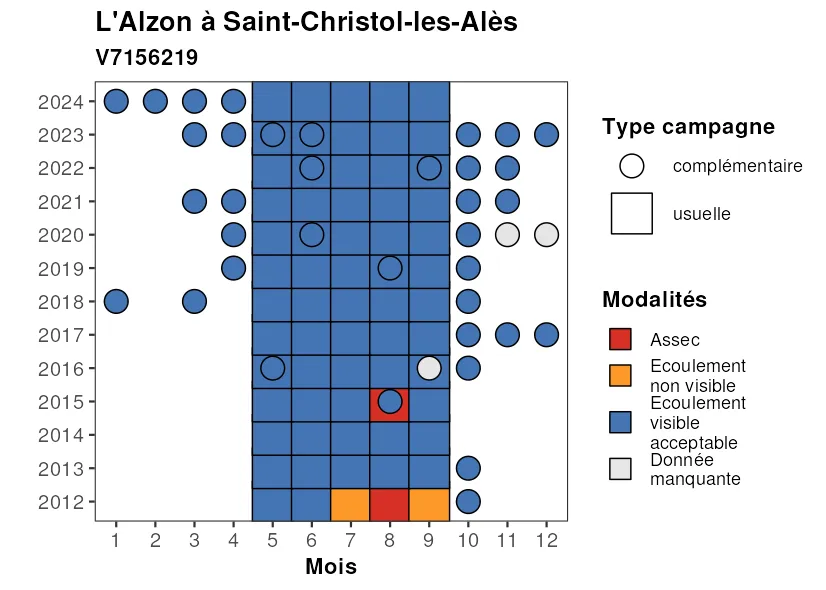 L'Alzon à Saint-Christol-les-Alès
V7156219
2024
2023
2022
2021
2020
2019
2018
2017
2016
2015
2014
2013
2012
1 2 3 4 5 6 7 8 9 10 11 12
Mois
Type campagne
complémentaire
usuelle
Modalités
Assec
Ecoulement
non visible
Ecoulement
visible
acceptable
Donnée
manquante